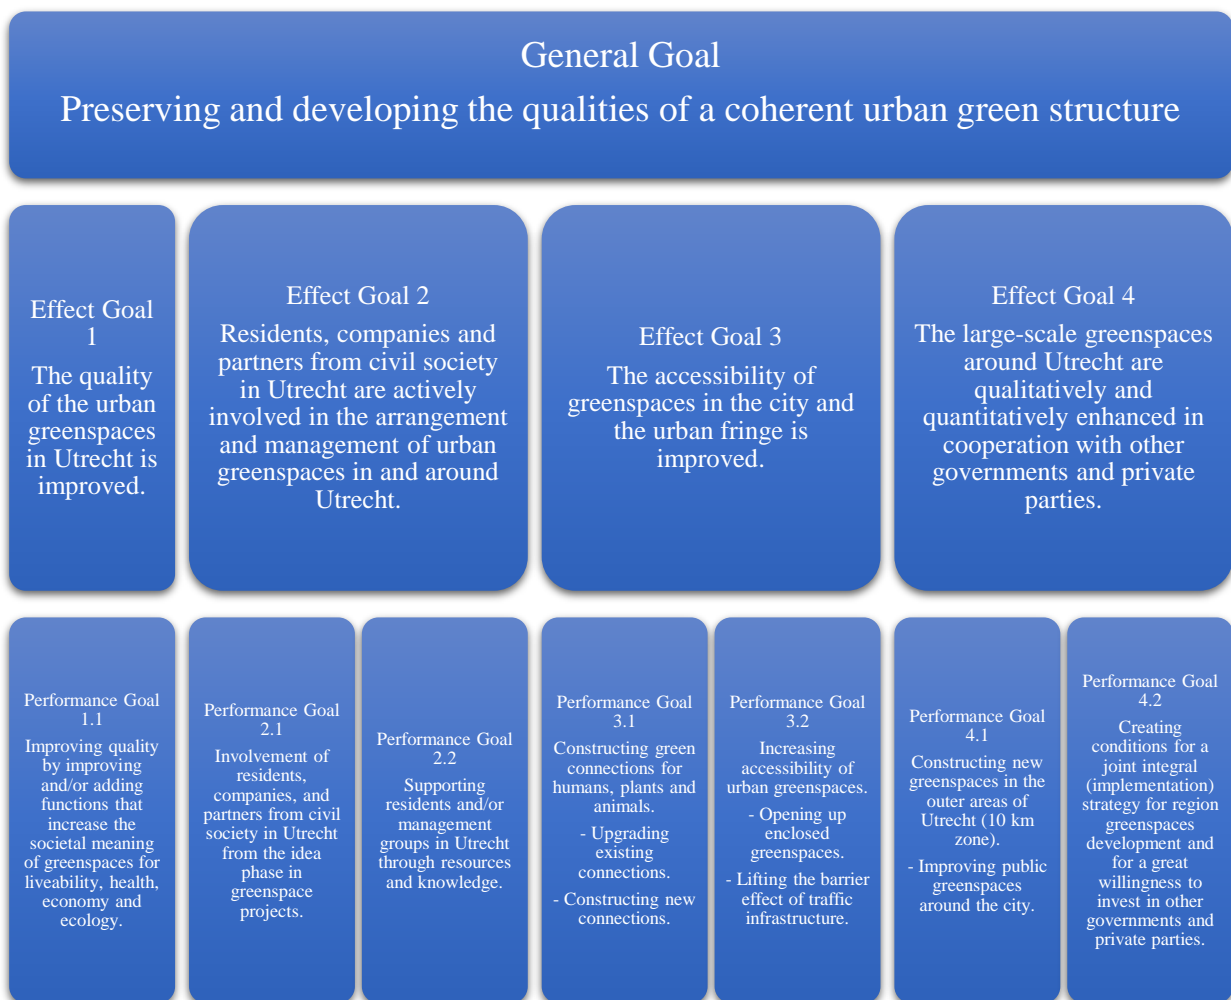 General Goal
Preserving and developing the qualities of a coherent urban green structure
Effect Goal
1
The quality
of the urban
greenspaces
in Utrecht is
improved.
Effect Goal 2
Residents, companies and
partners from civil society
in Utrecht are actively
involved in the arrangement
and management of urban
greenspaces in and around
Utrecht.
Effect Goal 3
The accessibility of
greenspaces in the city and
the urban fringe is
improved.
Effect Goal 4
The large-scale greenspaces
around Utrecht are
qualitatively and
quantitatively enhanced in
cooperation with other
governments and private
parties.
Performance Goal
1.1
Improving quality
by improving
and/or adding
functions that
increase the
societal meaning
of greenspaces for
liveability, health,
economy and
ecology.
Performance Goal
2.1
Involvement of
residents,
companies, and
partners from civil
society in Utrecht
from the idea
phase in
greenspace
projects.
Performance Goal
2.2
Supporting
residents and/or
management
groups in Utrecht
through resources
and knowledge.
Performance Goal
3.1
Constructing green
connections for
humans, plants and
animals.
- Upgrading
existing
connections.
- Constructing new
connections.
Performance Goal
3.2
Increasing
accessibility of
urban greenspaces.
- Opening up
enclosed
greenspaces.
- Lifting the barrier
effect of traffic
infrastructure.
Performance Goal
4.1
Constructing new
greenspaces in the
outer areas of
Utrecht (10 km
zone).
- Improving public
greenspaces
around the city.
Performance Goal
4.2
Creating
conditions for a
joint integral
(implementation)
strategy for region
greenspaces
development and
for a great
willingness to
invest in other
governments and
private parties.